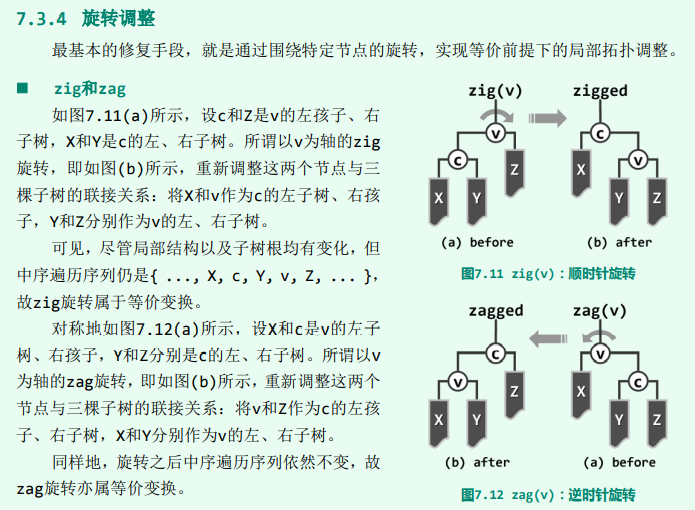 7.3.4 旋转调整
最基本的修复手段，就是通过围绕特定节点的旋转，实现等价前提下的局部拓扑调整。
■ zig和zag
如图7.11(a)所示，设c和Z是v的左孩子、右
子树，X和Y是c的左、右子树。所谓以v为轴的zig
旋转，即如图(b)所示，重新调整这两个节点与三
棵子树的联接关系：将X和v作为c的左子树、右孩
子，Y和Z分别作为v的左、右子树。
可见，尽管局部结构以及子树根均有变化，但
中序遍历序列仍是{ ..., X, c, Y, v, Z, ... }，
故zig旋转属于等价变换。
对称地如图7.12(a)所示，设X和c是v的左子
树、右孩子，Y和Z分别是c的左、右子树。所谓以v
为轴的zag旋转，即如图(b)所示，重新调整这两个
节点与三棵子树的联接关系：将v和Z作为c的左孩
子、右子树，X和Y分别作为v的左、右子树。
同样地，旋转之后中序遍历序列依然不变，故
zag旋转亦属等价变换。
zig(v) zigged
v c
c Z X v
X Y Y Z
(a) before (b) after
图7.11 zig(v)：顺时针旋转
zagged zag(v)
c v
v Z X c
X Y Y Z
(b) after (a) before
图7.12 zag(v)：逆时针旋转